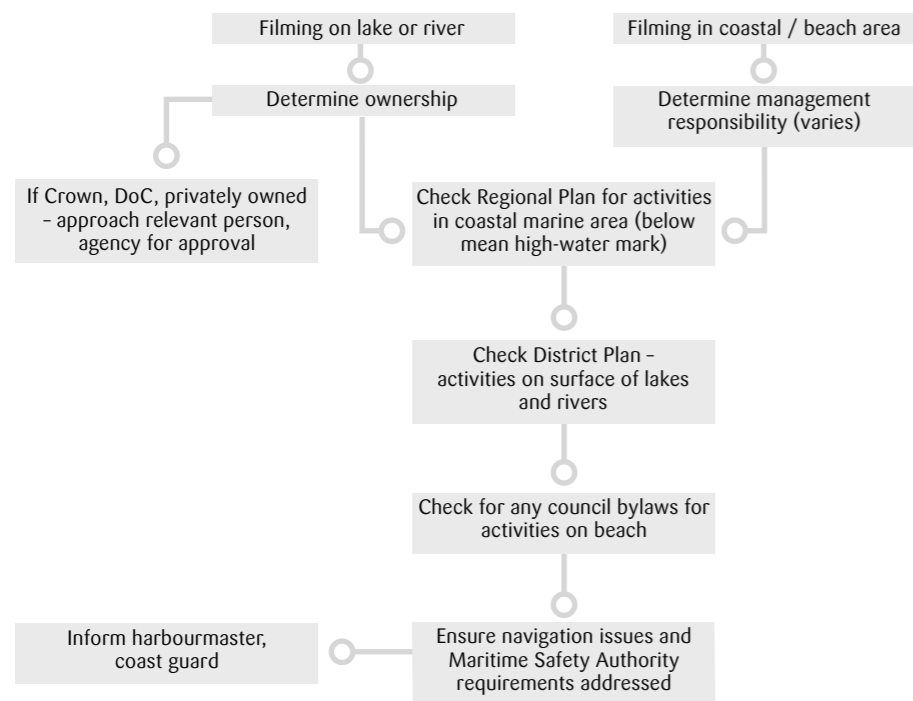 Filming on lake or river
Filming in coastal / beach area
Determine ownership
Determine management
responsibility (varies)
If Crown, DoC, privately owned
– approach relevant person,
agency for approval
Check Regional Plan for activities
in coastal marine area (below
mean high-water mark)
Check District Plan –
activities on surface of lakes
and rivers
Check for any council bylaws for
activities on beach
Inform harbourmaster,
coast guard
Ensure navigation issues and
Maritime Safety Authority
requirements addressed